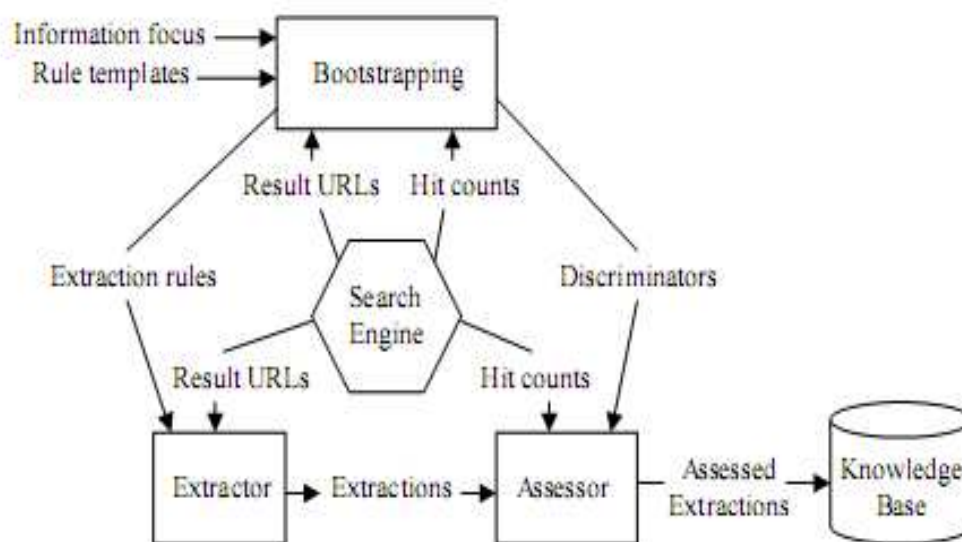 Information focus
Rule templates
Bootstrapping
Result URLs
Hit counts
Extraction rules
Search
Engine
Discriminators
Result URLs
Hit counts
Extractor
Extractions
Assessor
Assessed
Extractions
Knowledge
Base